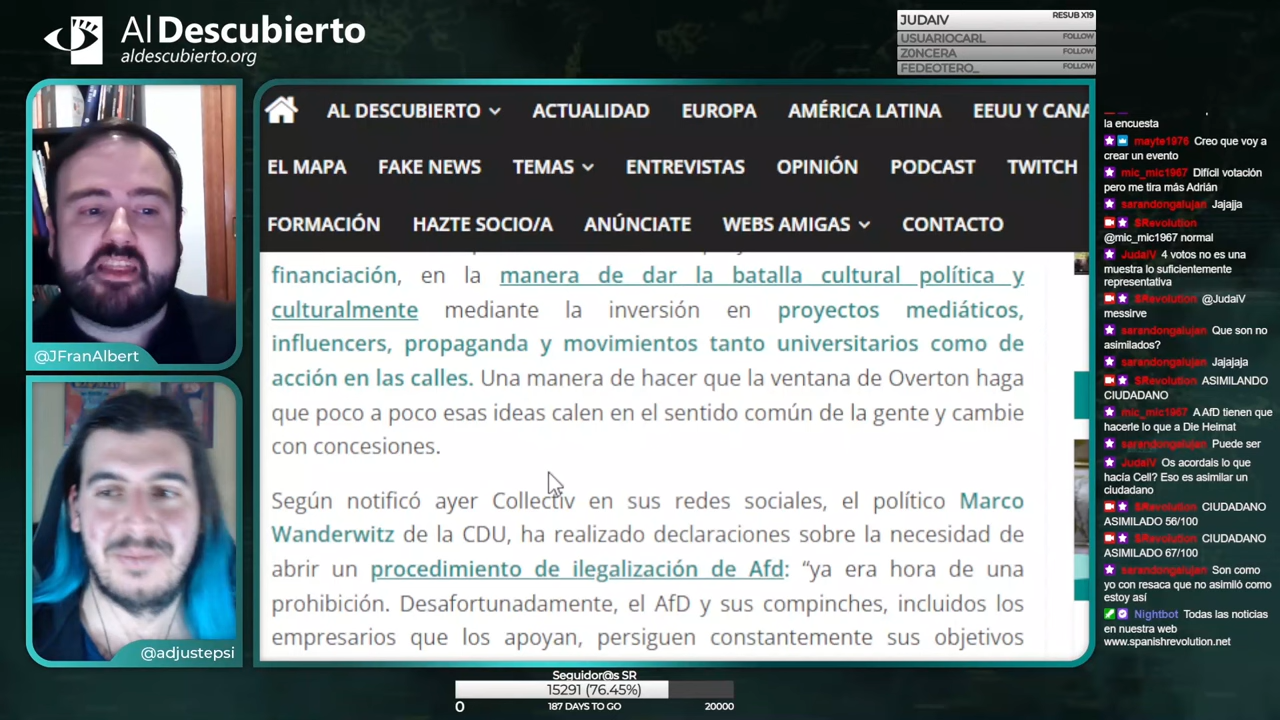 Al Descubierto
aldescubierto.org
JUDAIV RESUB X19
USUARIOCARL FOLLOW
Z0NCERA FOLLOW
FEDEOTERO_ FOLLOW
AL DESCUBIERTO ACTUALIDAD EUROPA AMÉRICA LATINA EEUU Y CANA
EL MAPA FAKE NEWS TEMAS ENTREVISTAS OPINIÓN PODCAST TWITCH
FORMACIÓN HAZTE SOCIO/A ANÚNCIATE WEBS AMIGAS CONTACTO
financiación, en la manera de dar la batalla cultural política y
culturalmente mediante la inversión en proyectos mediáticos,
influencers, propaganda y movimientos tanto universitarios como de
acción en las calles. Una manera de hacer que la ventana de Overton haga
que poco a poco esas ideas calen en el sentido común de la gente y cambie
con concesiones.
Según notificó ayer Collectiv en sus redes sociales, el político Marco
Wanderwitz de la CDU, ha realizado declaraciones sobre la necesidad de
abrir un procedimiento de ilegalización de Afd: “ya era hora de una
prohibición. Desafortunadamente, el AfD y sus compinches, incluidos los
empresarios que los apoyan, persiguen constantemente sus objetivos
@JFranAlbert
@adjustepsi
la encuesta
mayte1976 Creo que voy a
crear un evento
mic_mic1967 Difícil votación
pero me tira más Adrián
sarandongalujan Jajajja
SRevolution
@mic_mic1967 normal
JudaiV 4 votos no es una
muestra lo suficientemente
representativa
SRevolution @JudaiV
messirve
sarandongalujan Que son no
asimilados?
sarandongalujan Jajajaja
SRevolution ASIMILANDO
CIUDADANO
mic_mic1967 A AfD tienen que
hacerle lo que a Die Heimat
sarandongalujan Puede ser
JudaiV Os acordais lo que
hacía Cell? Eso es asimilar un
ciudadano
SRevolution CIUDADANO
ASIMILADO 56/100
SRevolution CIUDADANO
ASIMILADO 67/100
sarandongalujan Son como
yo con resaca que no asimiló como
estoy así
Nightbot Todas las noticias
en nuestra web
www.spanishrevolution.net
Seguidor@s SR
15291 (76.45%)
0 187 DAYS TO GO 20000